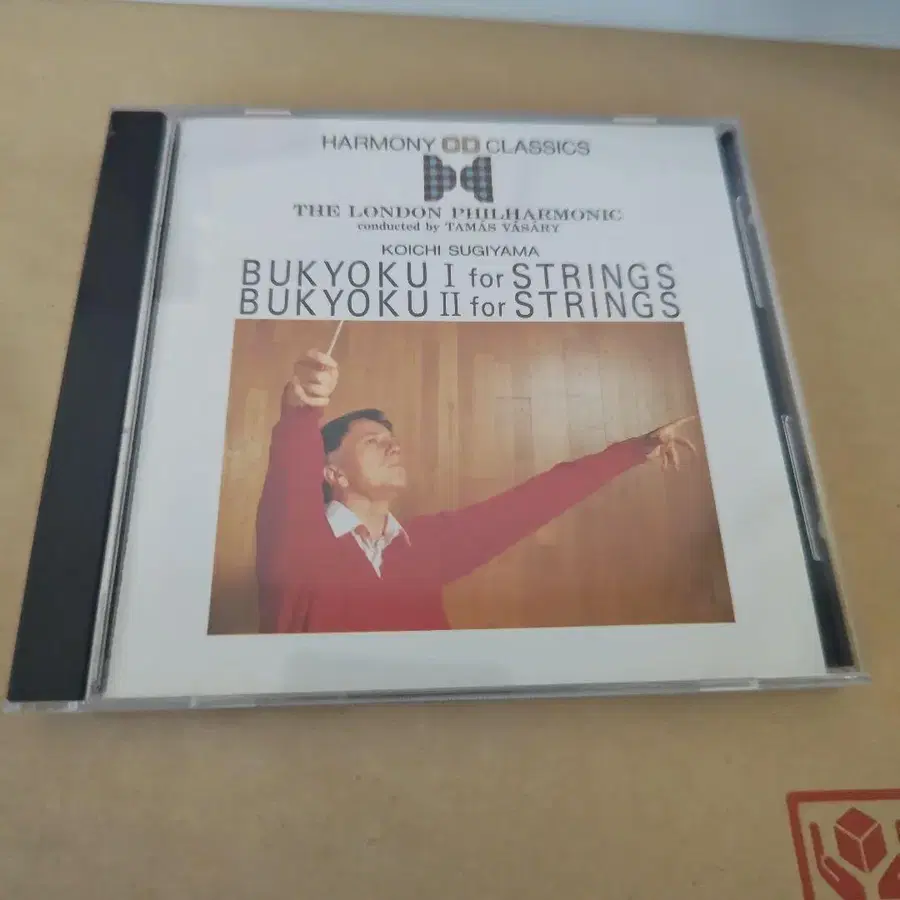 HARMONY CD CLASSICS
THE LONDON PHILHARMONIC
conducted by TAMÁS VÁSÁRY
KOICHI SUGIYAMA
BUKYOKU I for STRINGS
BUKYOKU II for STRINGS